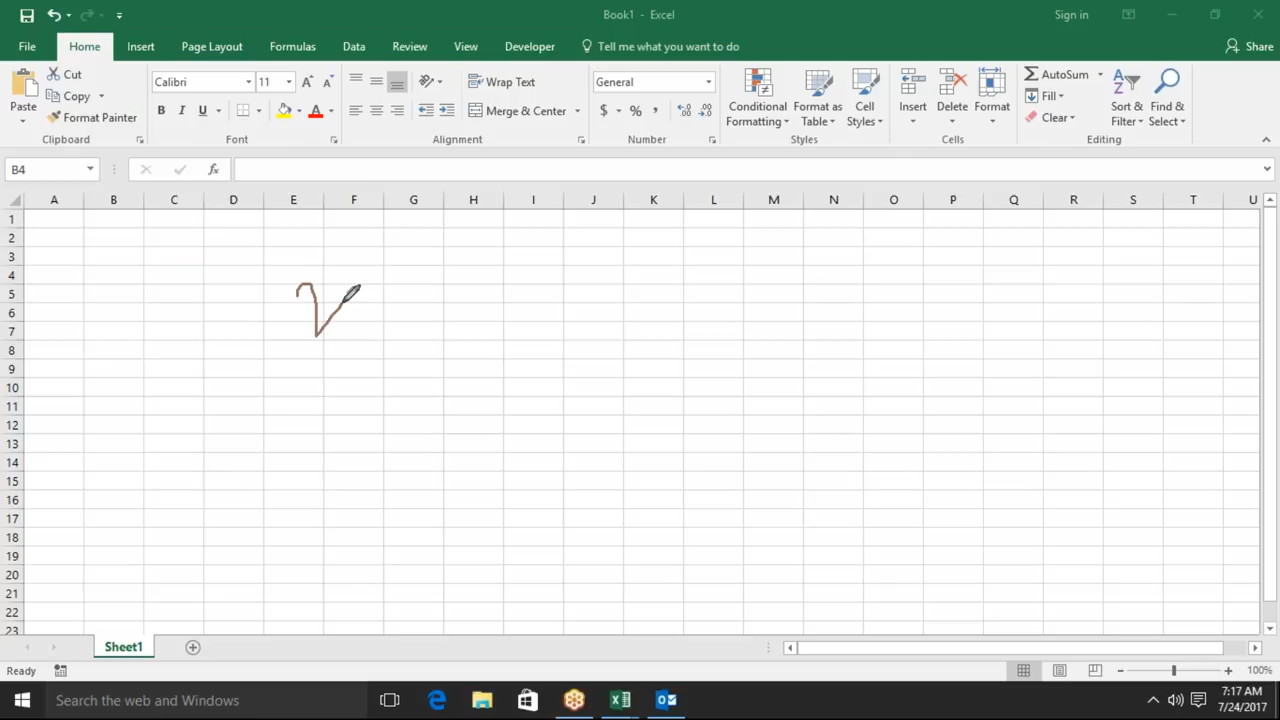 Book1 - Excel
Sign in
File Home Insert Page Layout Formulas Data Review View Developer Tell me what you want to do Share
Cut
Copy
Format Painter
Paste
Clipboard
Calibri 11
B I U
Font
Wrap Text
Merge & Center
Alignment
General
$ % ,
Number
Conditional Formatting
Format as Table
Cell Styles
Styles
Insert Delete Format
Cells
AutoSum
Fill
Clear
Sort & Filter
Find & Select
Editing
B4 fx
A B C D E F G H I J K L M N O P Q R S T U
1
2
3
4
5
6
7
8
9
10
11
12
13
14
15
16
17
18
19
20
21
22
23
V
Sheet1
Ready 100%
Search the web and Windows
7:17 AM
7/24/2017